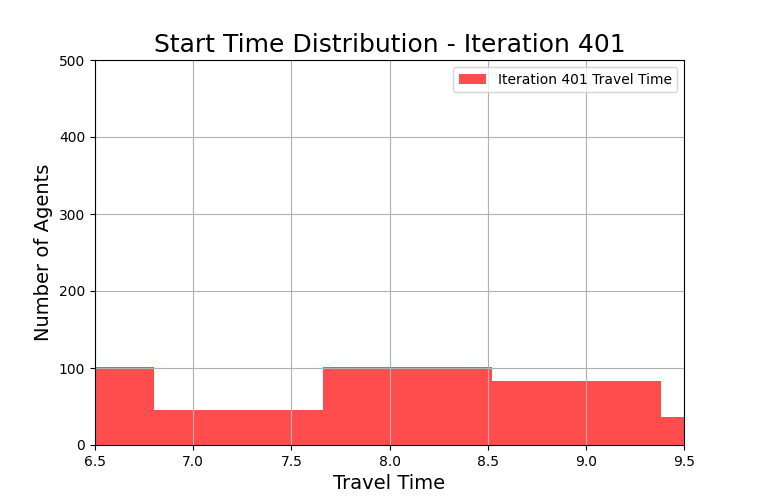 Start Time Distribution - Iteration 401
Iteration 401 Travel Time
Number of Agents
500
400
300
200
100
0
6.5 7.0 7.5 8.0 8.5 9.0 9.5
Travel Time